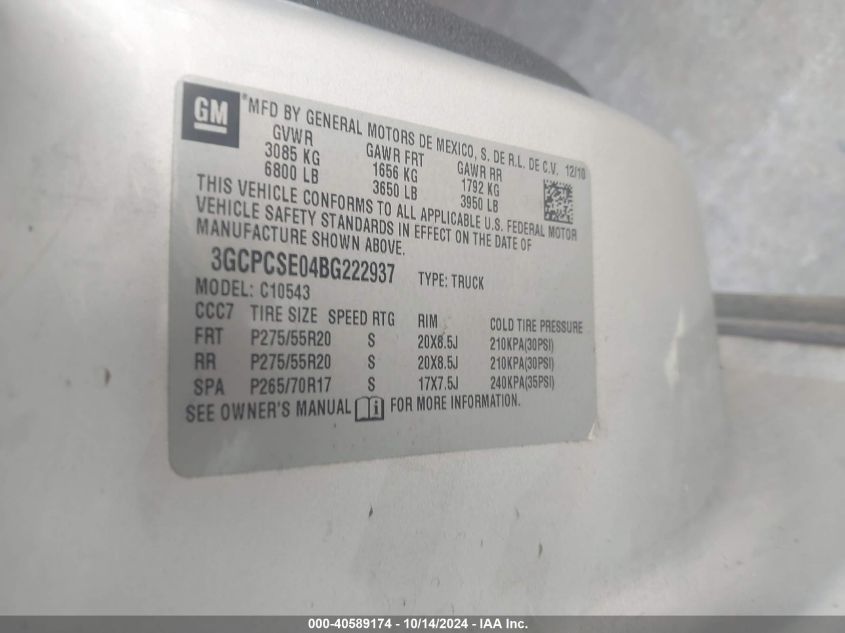 GM
*MFD BY GENERAL MOTORS DE MEXICO, S. DE R.L. DE C.V. 12/10
GVWR GAWR FRT GAWR RR
3085 KG 1656 KG 1792 KG
6800 LB 3650 LB 3950 LB
THIS VEHICLE CONFORMS TO ALL APPLICABLE U.S. FEDERAL MOTOR
VEHICLE SAFETY STANDARDS IN EFFECT ON THE DATE OF
MANUFACTURE SHOWN ABOVE.
3GCPCSE04BG222937 TYPE: TRUCK
MODEL: C10543
CCC7 TIRE SIZE SPEED RTG RIM COLD TIRE PRESSURE
FRT P275/55R20 S 20X8.5J 210KPA(30PSI)
RR P275/55R20 S 20X8.5J 210KPA(30PSI)
SPA P265/70R17 S 17X7.5J 240KPA(35PSI)
SEE OWNER'S MANUAL i FOR MORE INFORMATION.
000-40589174 - 10/14/2024 - IAA Inc.